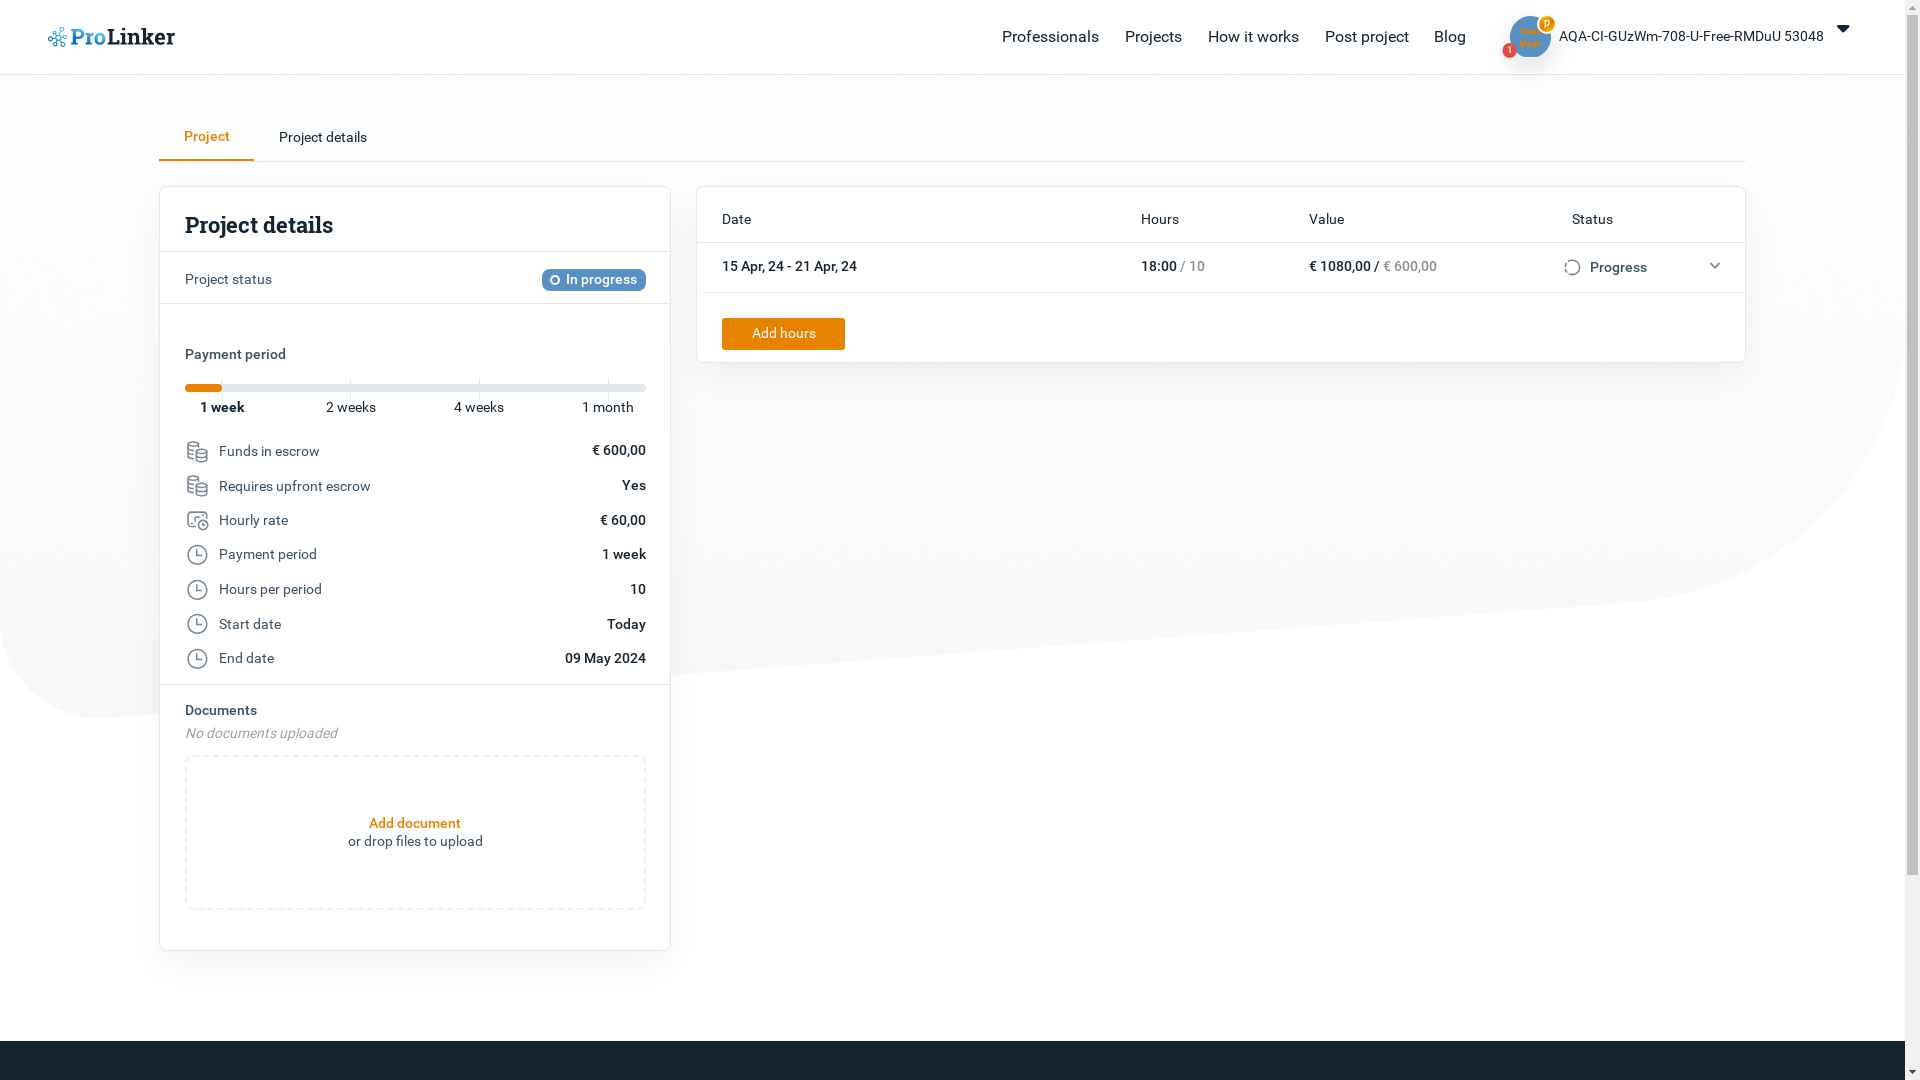 ProLinker
Professionals
Projects
How it works
Post project
Blog
p
1
AQA-CI-GUzWm-708-U-Free-RMDuU 53048
Project
Project details
Project details
Project status
In progress
Payment period
1 week
2 weeks
4 weeks
1 month
Funds in escrow
€ 600,00
Requires upfront escrow
Yes
Hourly rate
€ 60,00
Payment period
1 week
Hours per period
10
Start date
Today
End date
09 May 2024
Documents
No documents uploaded
Add document
or drop files to upload
Date
Hours
Value
Status
15 Apr, 24 - 21 Apr, 24
18:00 / 10
€ 1080,00 / € 600,00
Progress
Add hours